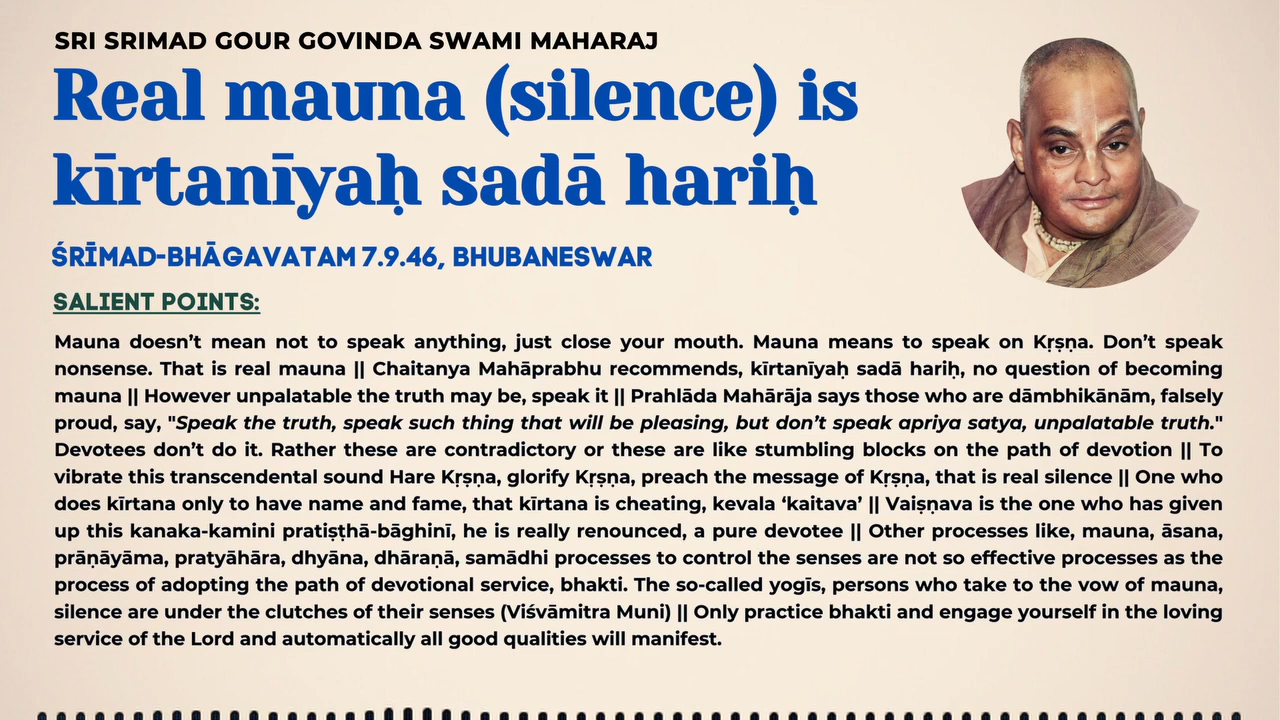 SRI SRIMAD GOUR GOVINDA SWAMI MAHARAJ
Real mauna (silence) is
kīrtanīyaḥ sadā hariḥ
ŚRĪMAD-BHĀGAVATAM 7.9.46, BHUBANESWAR
SALIENT POINTS:
Mauna doesn’t mean not to speak anything, just close your mouth. Mauna means to speak on Kṛṣṇa. Don’t speak
nonsense. That is real mauna || Chaitanya Mahāprabhu recommends, kīrtanīyaḥ sadā hariḥ, no question of becoming
mauna || However unpalatable the truth may be, speak it || Prahlāda Mahārāja says those who are dāmbhikānām, falsely
proud, say, "Speak the truth, speak such thing that will be pleasing, but don’t speak apriya satya, unpalatable truth."
Devotees don’t do it. Rather these are contradictory or these are like stumbling blocks on the path of devotion || To
vibrate this transcendental sound Hare Kṛṣṇa, glorify Kṛṣṇa, preach the message of Kṛṣṇa, that is real silence || One who
does kīrtana only to have name and fame, that kīrtana is cheating, kevala ‘kaitava’ || Vaiṣṇava is the one who has given
up this kanaka-kamini pratiṣṭhā-bāghinī, he is really renounced, a pure devotee || Other processes like, mauna, āsana,
prāṇāyāma, pratyāhāra, dhyāna, dhāraṇā, samādhi processes to control the senses are not so effective processes as the
process of adopting the path of devotional service, bhakti. The so-called yogīs, persons who take to the vow of mauna,
silence are under the clutches of their senses (Viśvāmitra Muni) || Only practice bhakti and engage yourself in the loving
service of the Lord and automatically all good qualities will manifest.